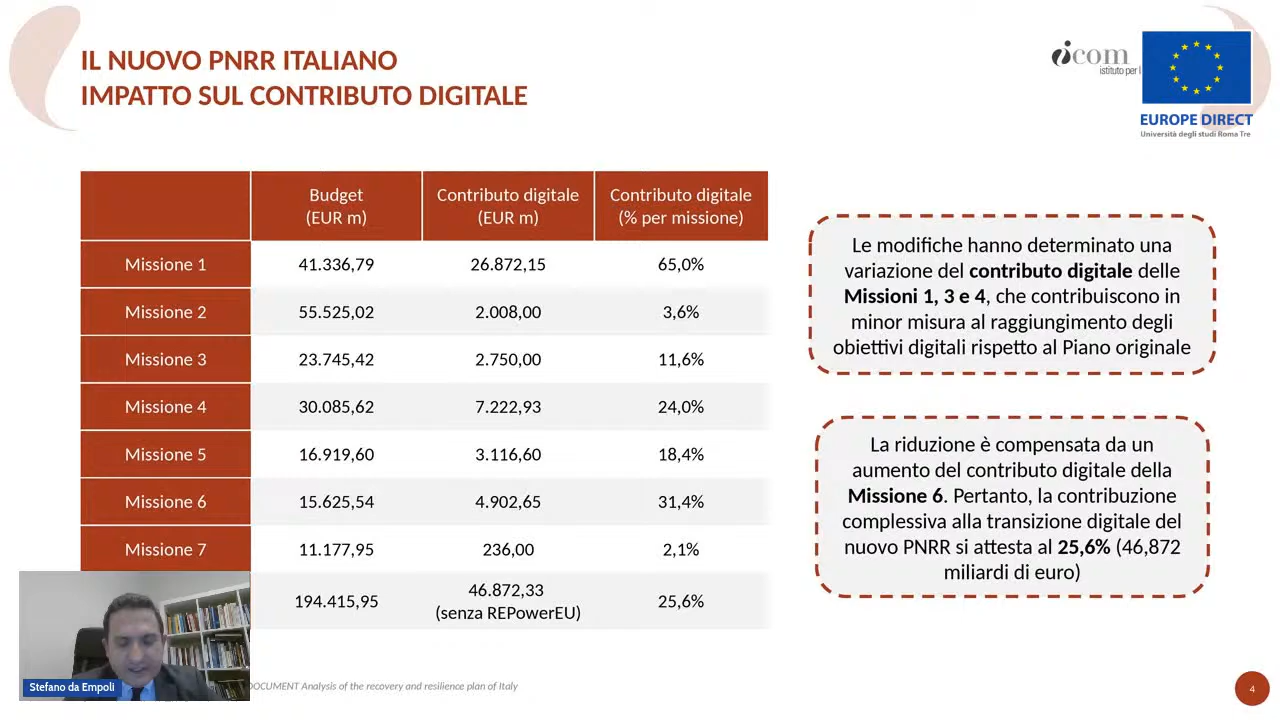 IL NUOVO PNRR ITALIANO
IMPATTO SUL CONTRIBUTO DIGITALE
icom
istituto per l
EUROPE DIRECT
Università degli studi Roma Tre
Budget (EUR m) Contributo digitale (EUR m) Contributo digitale (% per missione)
Missione 1 41.336,79 26.872,15 65,0%
Missione 2 55.525,02 2.008,00 3,6%
Missione 3 23.745,42 2.750,00 11,6%
Missione 4 30.085,62 7.222,93 24,0%
Missione 5 16.919,60 3.116,60 18,4%
Missione 6 15.625,54 4.902,65 31,4%
Missione 7 11.177,95 236,00 2,1%
194.415,95 46.872,33 (senza REPowerEU) 25,6%
Le modifiche hanno determinato una
variazione del contributo digitale delle
Missioni 1, 3 e 4, che contribuiscono in
minor misura al raggiungimento degli
obiettivi digitali rispetto al Piano originale
La riduzione è compensata da un
aumento del contributo digitale della
Missione 6. Pertanto, la contribuzione
complessiva alla transizione digitale del
nuovo PNRR si attesta al 25,6% (46,872
miliardi di euro)
Stefano da Empoli
DOCUMENT Analysis of the recovery and resilience plan of Italy
4